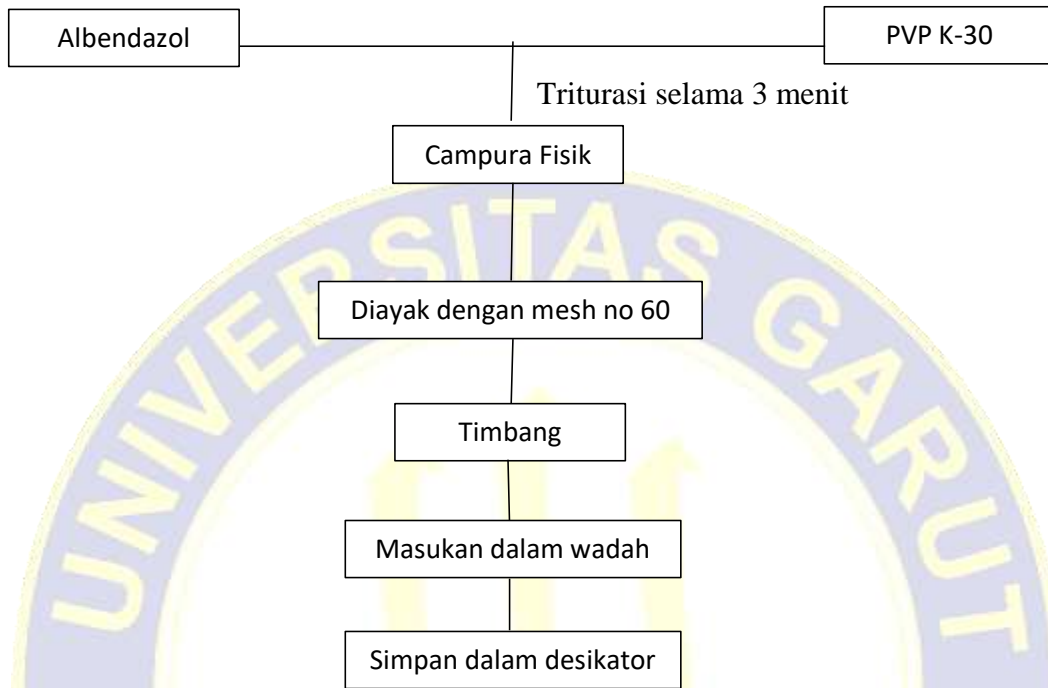 Albendazol
PVP K-30
Triturasi selama 3 menit
Campura Fisik
Diayak dengan mesh no 60
Timbang
Masukan dalam wadah
Simpan dalam desikator
UNIVERSITAS GARUT